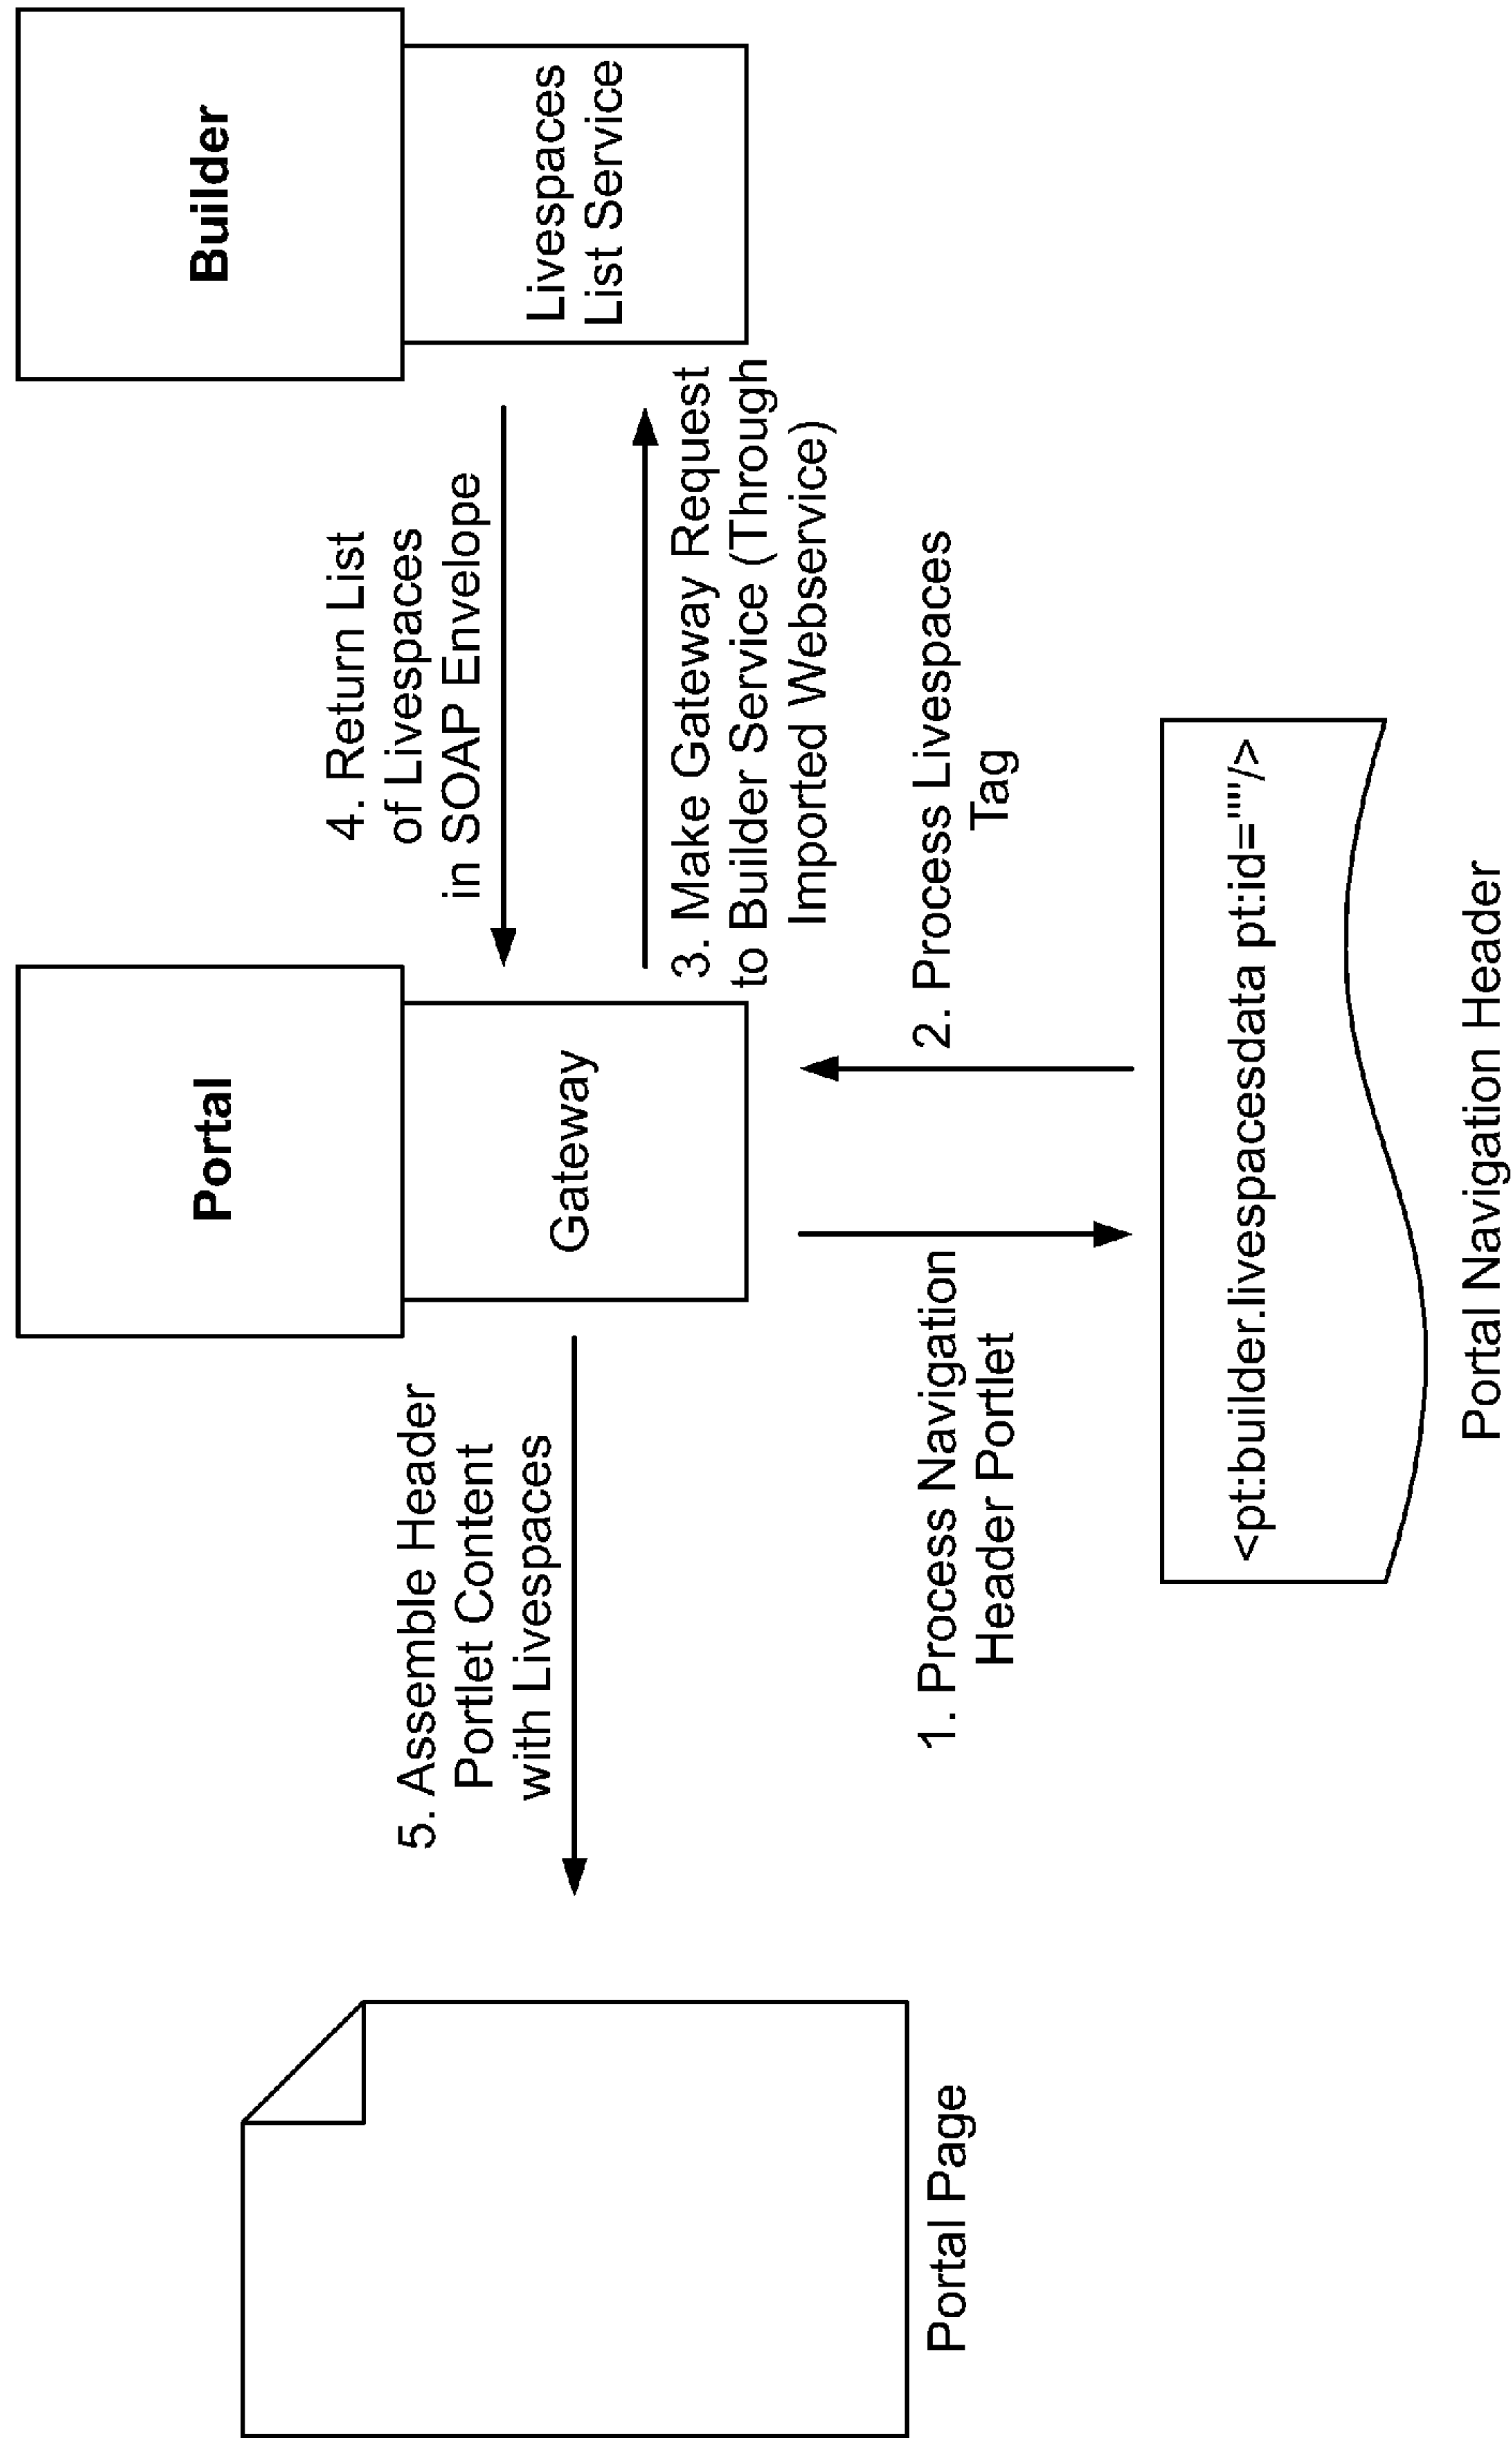 Portal
Gateway
Builder
Livespaces
List Service
5. Assemble Header
Portlet Content
with Livespaces
4. Return List
of Livespaces
in SOAP Envelope
3. Make Gateway Request
to Builder Service (Through
Imported Webservice)
1. Process Navigation
Header Portlet
2. Process Livespaces
Tag
Portal Page
<pt:builder.livespacesdata pt:id=""/>
Portal Navigation Header